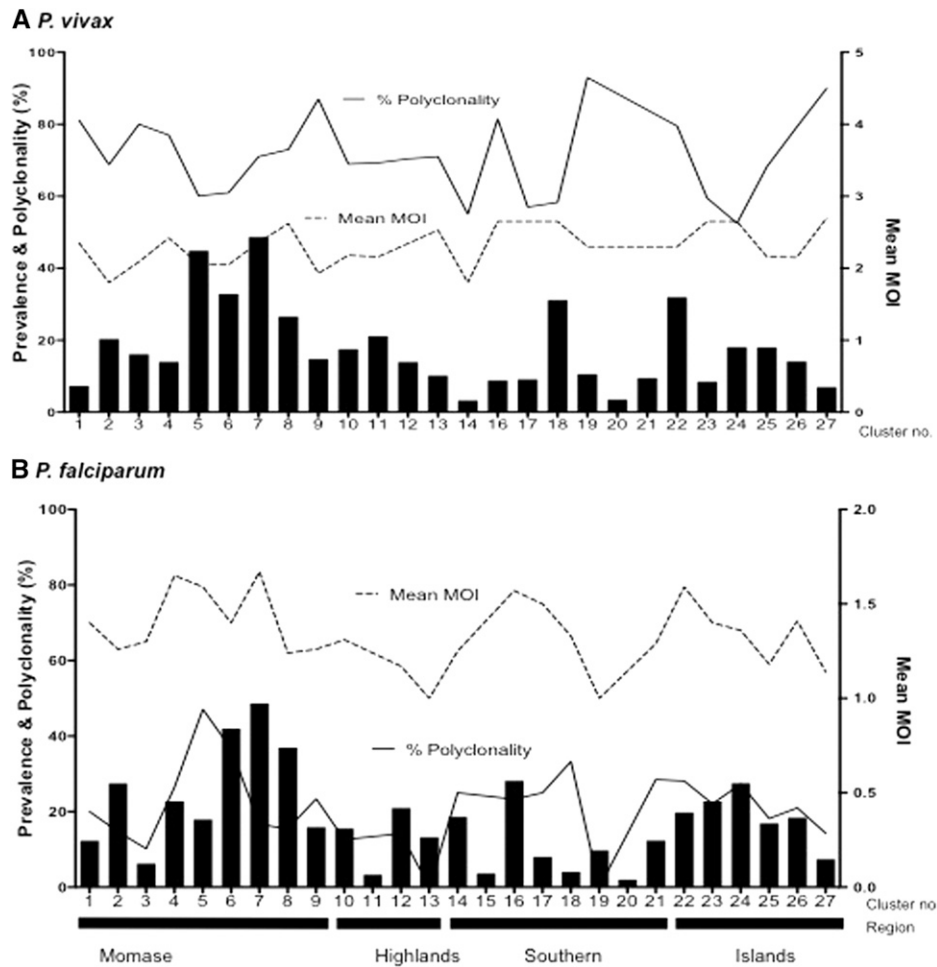 A P. vivax
Prevalence & Polyclonality (%)
100
80
60
40
20
0
% Polyclonality
Mean MOI
5
4
3
2
1
0
Mean MOI
1 2 3 4 5 6 7 8 9 10 11 12 13 14 16 17 18 19 20 21 22 23 24 25 26 27
Cluster no.
B P. falciparum
Prevalence & Polyclonality (%)
100
80
60
40
20
0
Mean MOI
% Polyclonality
2.0
1.5
1.0
0.5
0.0
Mean MOI
1 2 3 4 5 6 7 8 9 10 11 12 13 14 15 16 17 18 19 20 21 22 23 24 25 26 27
Cluster no
Region
Momase Highlands Southern Islands